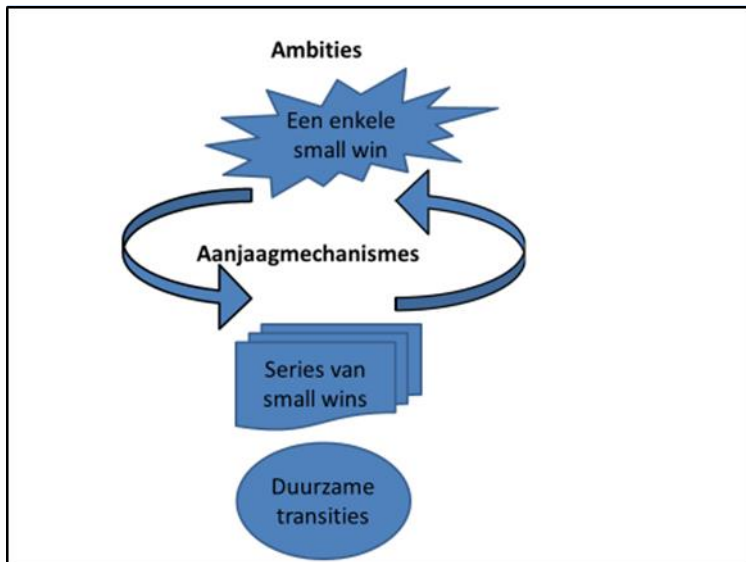 Ambities
Een enkele
small win
Aanjaagmechanismes
Series van
small wins
Duurzame
transities